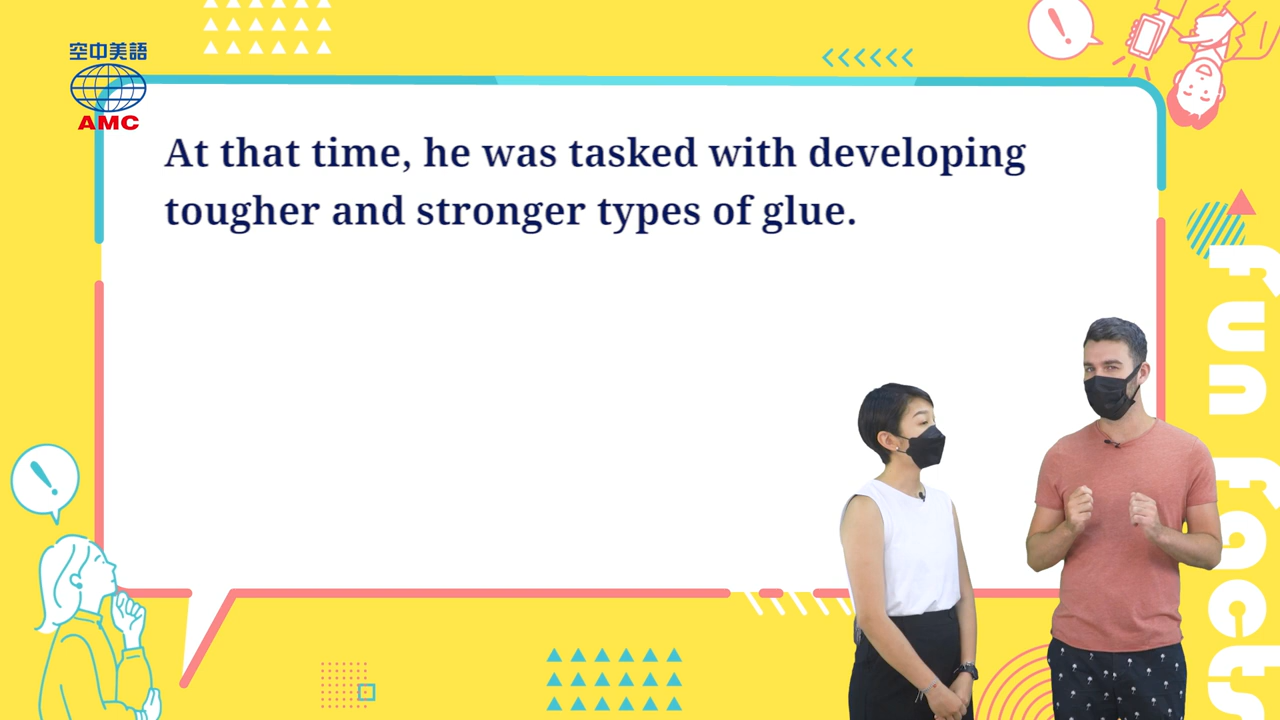 空中美語
AMC
At that time, he was tasked with developing
tougher and stronger types of glue.
fun facts